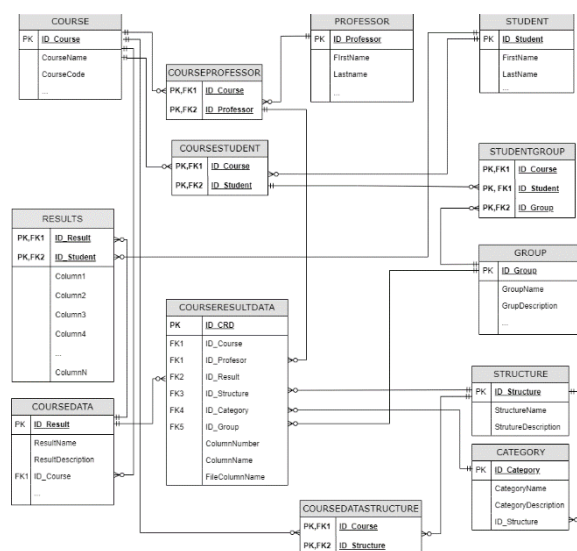 COURSE
PK ID_Course
CourseName
CourseCode
...
PROFESSOR
PK ID_Professor
FirstName
Lastname
...
STUDENT
PK ID_Student
FirstName
LastName
...
COURSEPROFESSOR
PK,FK1 ID_Course
PK,FK2 ID_Professor
COURSESTUDENT
PK,FK1 ID_Course
PK,FK2 ID_Student
STUDENTGROUP
PK,FK1 ID_Course
PK, FK1 ID_Student
PK,FK2 ID_Group
RESULTS
PK,FK1 ID_Result
PK,FK2 ID_Student
Column1
Column2
Column3
Column4
...
ColumnN
GROUP
PK ID_Group
GroupName
GrupDescription
...
COURSERESULTDATA
PK ID_CRD
FK1 ID_Course
FK1 ID_Profesor
FK2 ID_Result
FK3 ID_Structure
FK4 ID_Category
FK5 ID_Group
ColumnNumber
ColumnName
FileColumnName
STRUCTURE
PK ID_Structure
StructureName
StrutureDescription
COURSEDATA
PK ID_Result
ResultName
ResultDescription
FK1 ID_Course
...
CATEGORY
PK ID_Category
CategoryName
CategoryDescription
ID_Structure
COURSEDATASTRUCTURE
PK,FK1 ID_Course
PK,FK2 ID_Structure